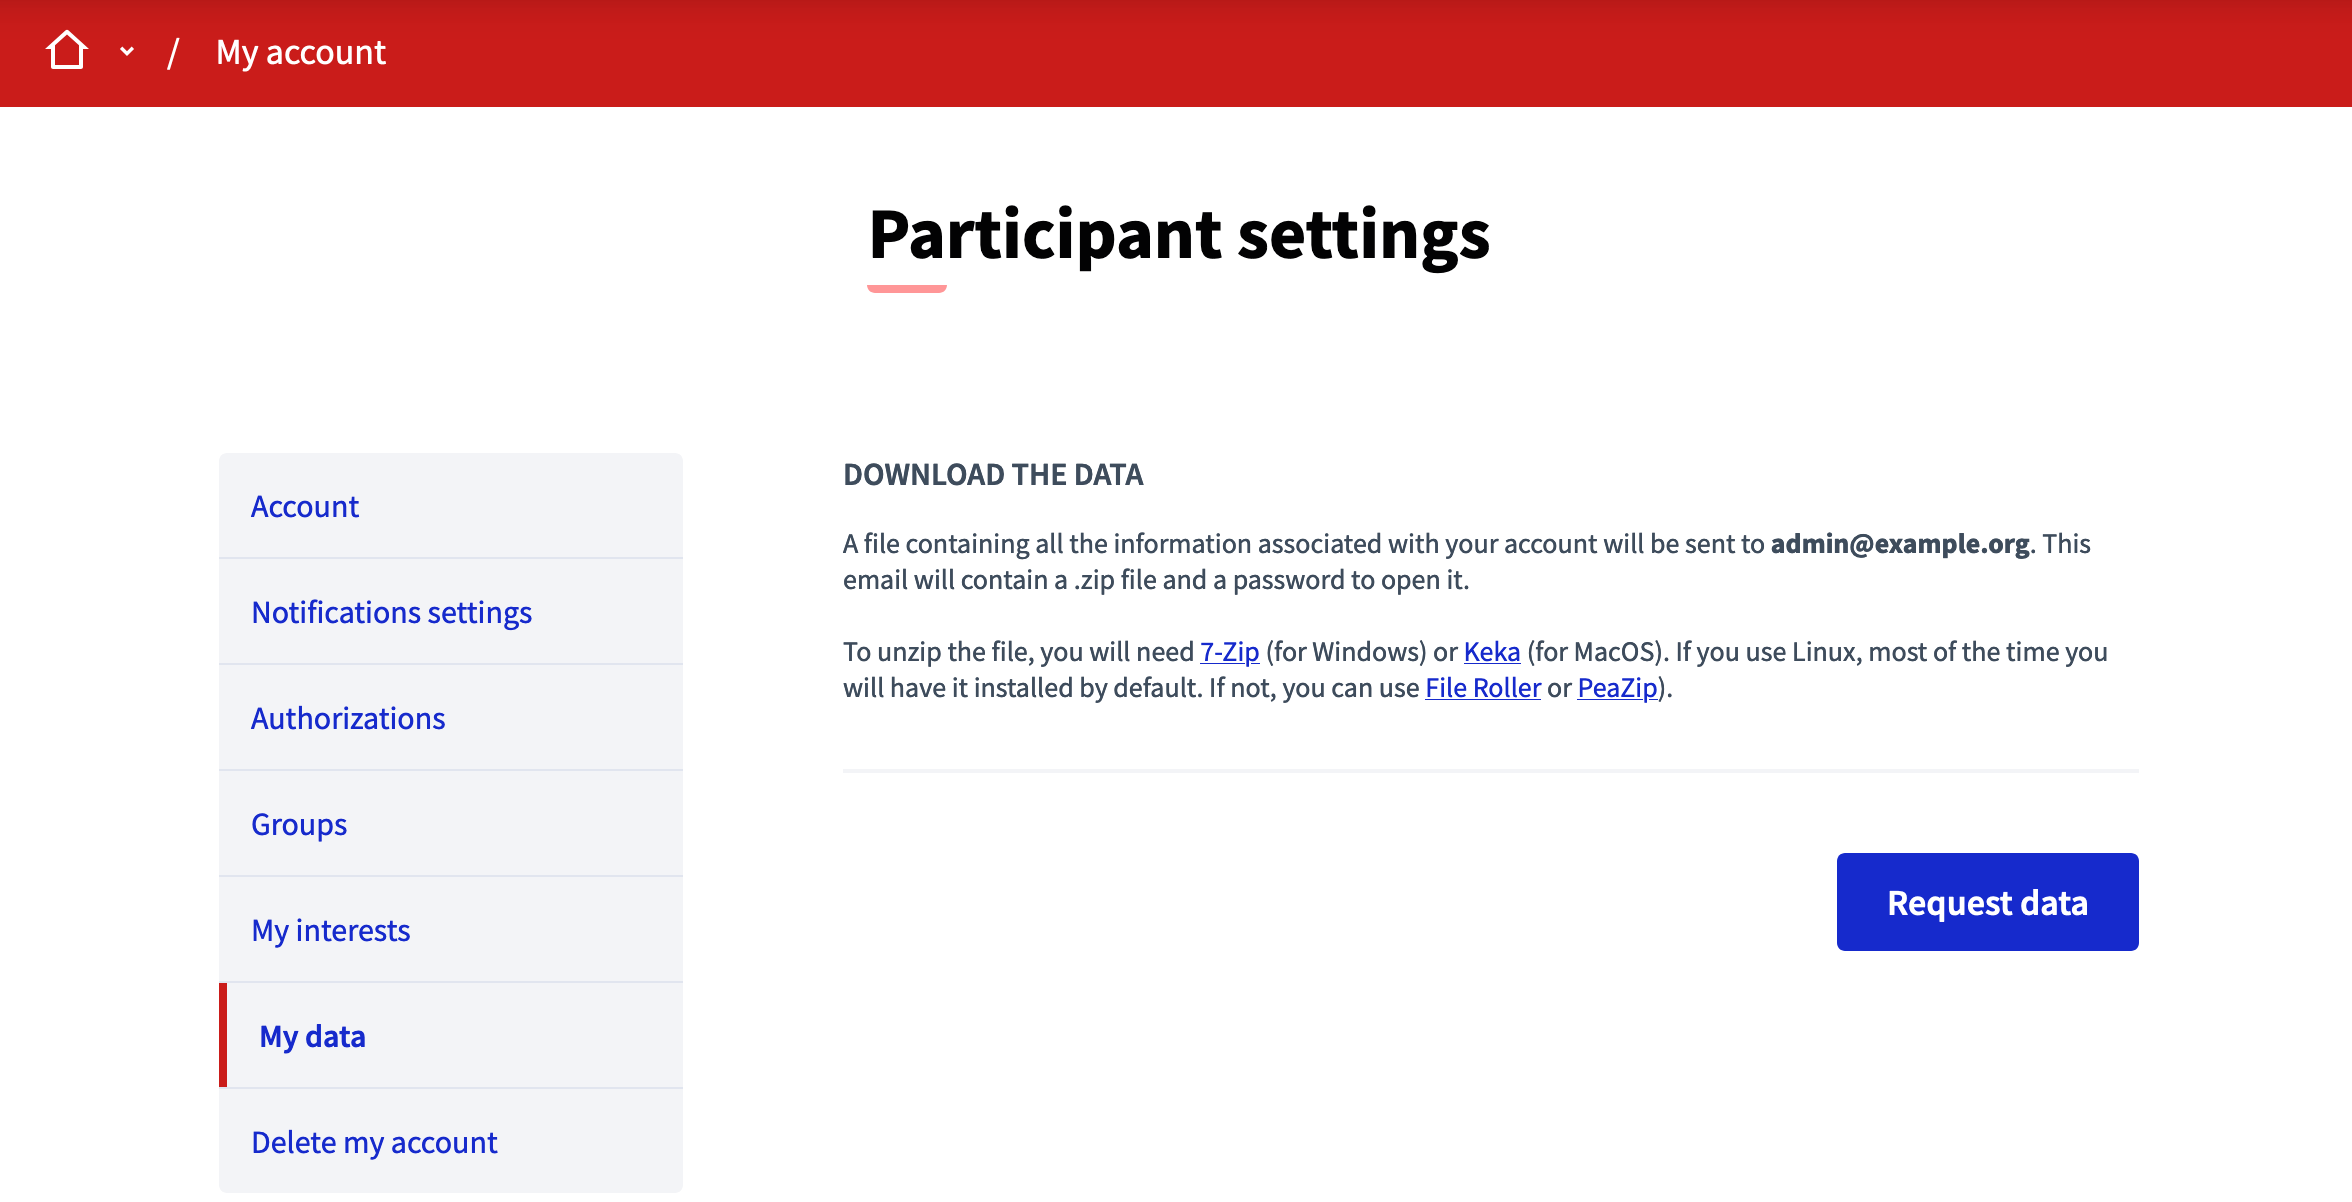 / My account
Participant settings
Account
Notifications settings
Authorizations
Groups
My interests
My data
Delete my account
DOWNLOAD THE DATA
A file containing all the information associated with your account will be sent to admin@example.org. This
email will contain a .zip file and a password to open it.
To unzip the file, you will need 7-Zip (for Windows) or Keka (for MacOS). If you use Linux, most of the time you
will have it installed by default. If not, you can use File Roller or PeaZip).
Request data